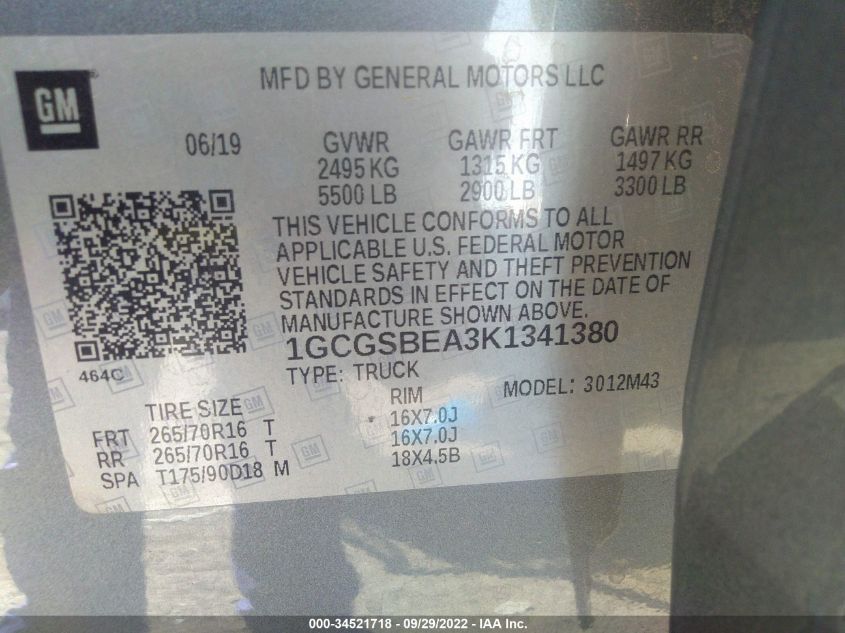 GM
MFD BY GENERAL MOTORS LLC
06/19 GVWR GAWR FRT GAWR RR
2495 KG 1315 KG 1497 KG
5500 LB 2900 LB 3300 LB
THIS VEHICLE CONFORMS TO ALL
APPLICABLE U.S. FEDERAL MOTOR
VEHICLE SAFETY AND THEFT PREVENTION
STANDARDS IN EFFECT ON THE DATE OF
MANUFACTURE SHOWN ABOVE.
1GCGSBEA3K1341380
464C
TYPE: TRUCK MODEL: 3012M43
TIRE SIZE RIM
FRT 265/70R16 T 16X7.0J
RR 265/70R16 T 16X7.0J
SPA T175/90D18 M 18X4.5B
000-34521718 - 09/29/2022 - IAA Inc.